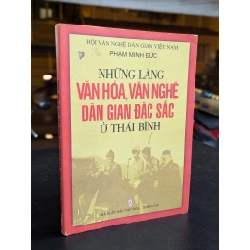 HỘI VĂN NGHỆ DÂN GIAN VIỆT NAM
PHẠM MINH ĐỨC
NHỮNG LÀNG
VĂN HÓA, VĂN NGHỆ
DÂN GIAN ĐẶC SẮC
Ở THÁI BÌNH